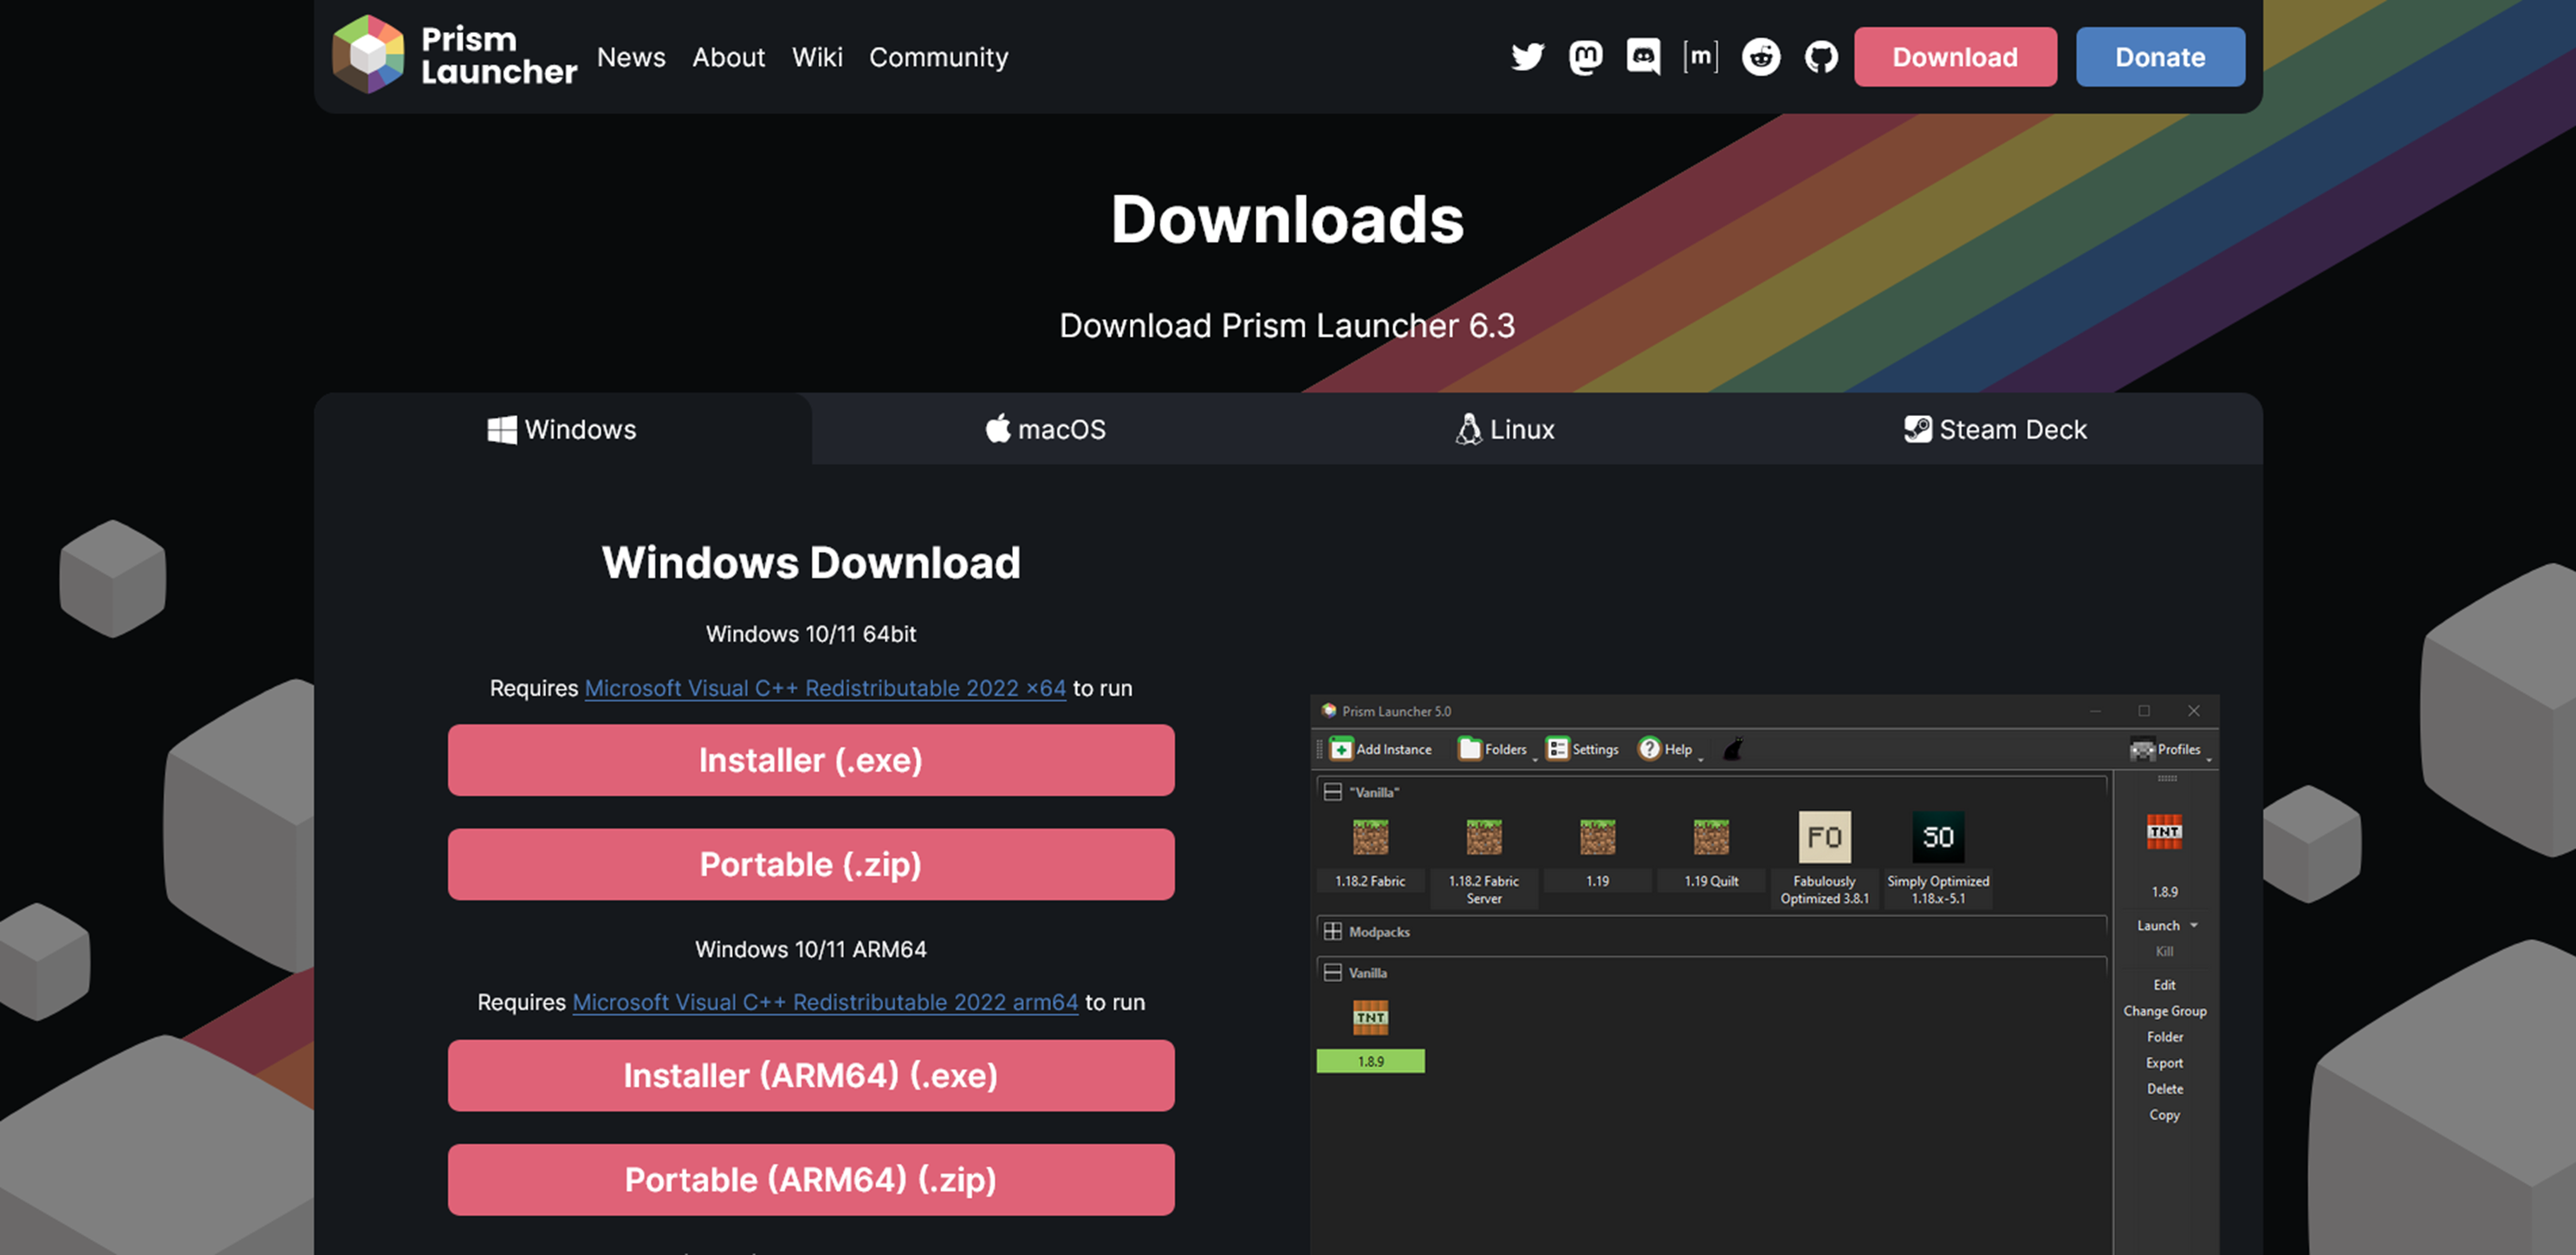 Prism
Launcher
News About Wiki Community
[m]
Download
Donate
Downloads
Download Prism Launcher 6.3
Windows
macOS
Linux
Steam Deck
Windows Download
Windows 10/11 64bit
Requires Microsoft Visual C++ Redistributable 2022 ×64 to run
Installer (.exe)
Portable (.zip)
Windows 10/11 ARM64
Requires Microsoft Visual C++ Redistributable 2022 arm64 to run
Installer (ARM64) (.exe)
Portable (ARM64) (.zip)
Prism Launcher 5.0
Add Instance Folders Settings Help Profiles
"Vanilla"
1.18.2 Fabric
1.18.2 Fabric
Server
1.19
1.19 Quilt
FO
Fabulously
Optimized 3.8.1
SO
Simply Optimized
1.18.x-5.1
Modpacks
Vanilla
TNT
1.8.9
TNT
1.8.9
Launch
Kill
Edit
Change Group
Folder
Export
Delete
Copy